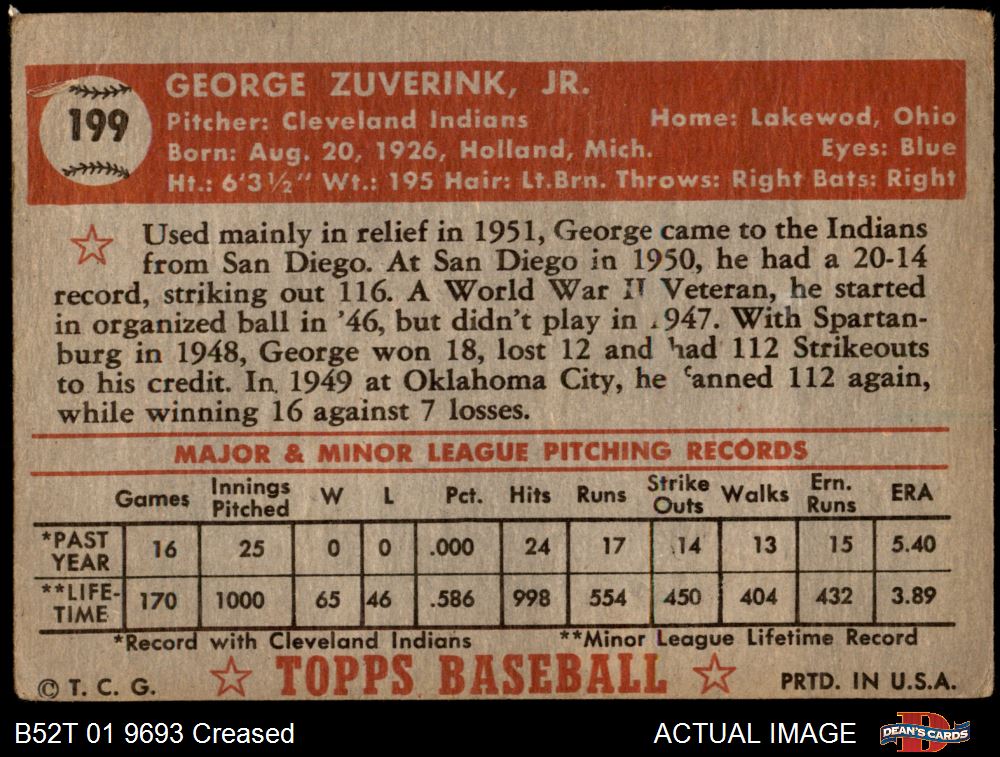 199
GEORGE ZUVERINK, JR.
Pitcher: Cleveland Indians Home: Lakewod, Ohio
Born: Aug. 20, 1926, Holland, Mich. Eyes: Blue
Ht.: 6'3½" Wt.: 195 Hair: Lt.Brn. Throws: Right Bats: Right
Used mainly in relief in 1951, George came to the Indians
from San Diego. At San Diego in 1950, he had a 20-14
record, striking out 116. A World War II Veteran, he started
in organized ball in '46, but didn't play in 1947. With Spartan-
burg in 1948, George won 18, lost 12 and had 112 Strikeouts
to his credit. In 1949 at Oklahoma City, he fanned 112 again,
while winning 16 against 7 losses.
MAJOR & MINOR LEAGUE PITCHING RECORDS
Games Innings Pitched W L Pct. Hits Runs Strike Outs Walks Ern. Runs ERA
*PAST YEAR 16 25 0 0 .000 24 17 14 13 15 5.40
**LIFE-TIME 170 1000 65 46 .586 998 554 450 404 432 3.89
*Record with Cleveland Indians **Minor League Lifetime Record
© T. C. G. TOPPS BASEBALL PRTD. IN U.S.A.
B52T 01 9693 Creased ACTUAL IMAGE DEAN'S CARDS